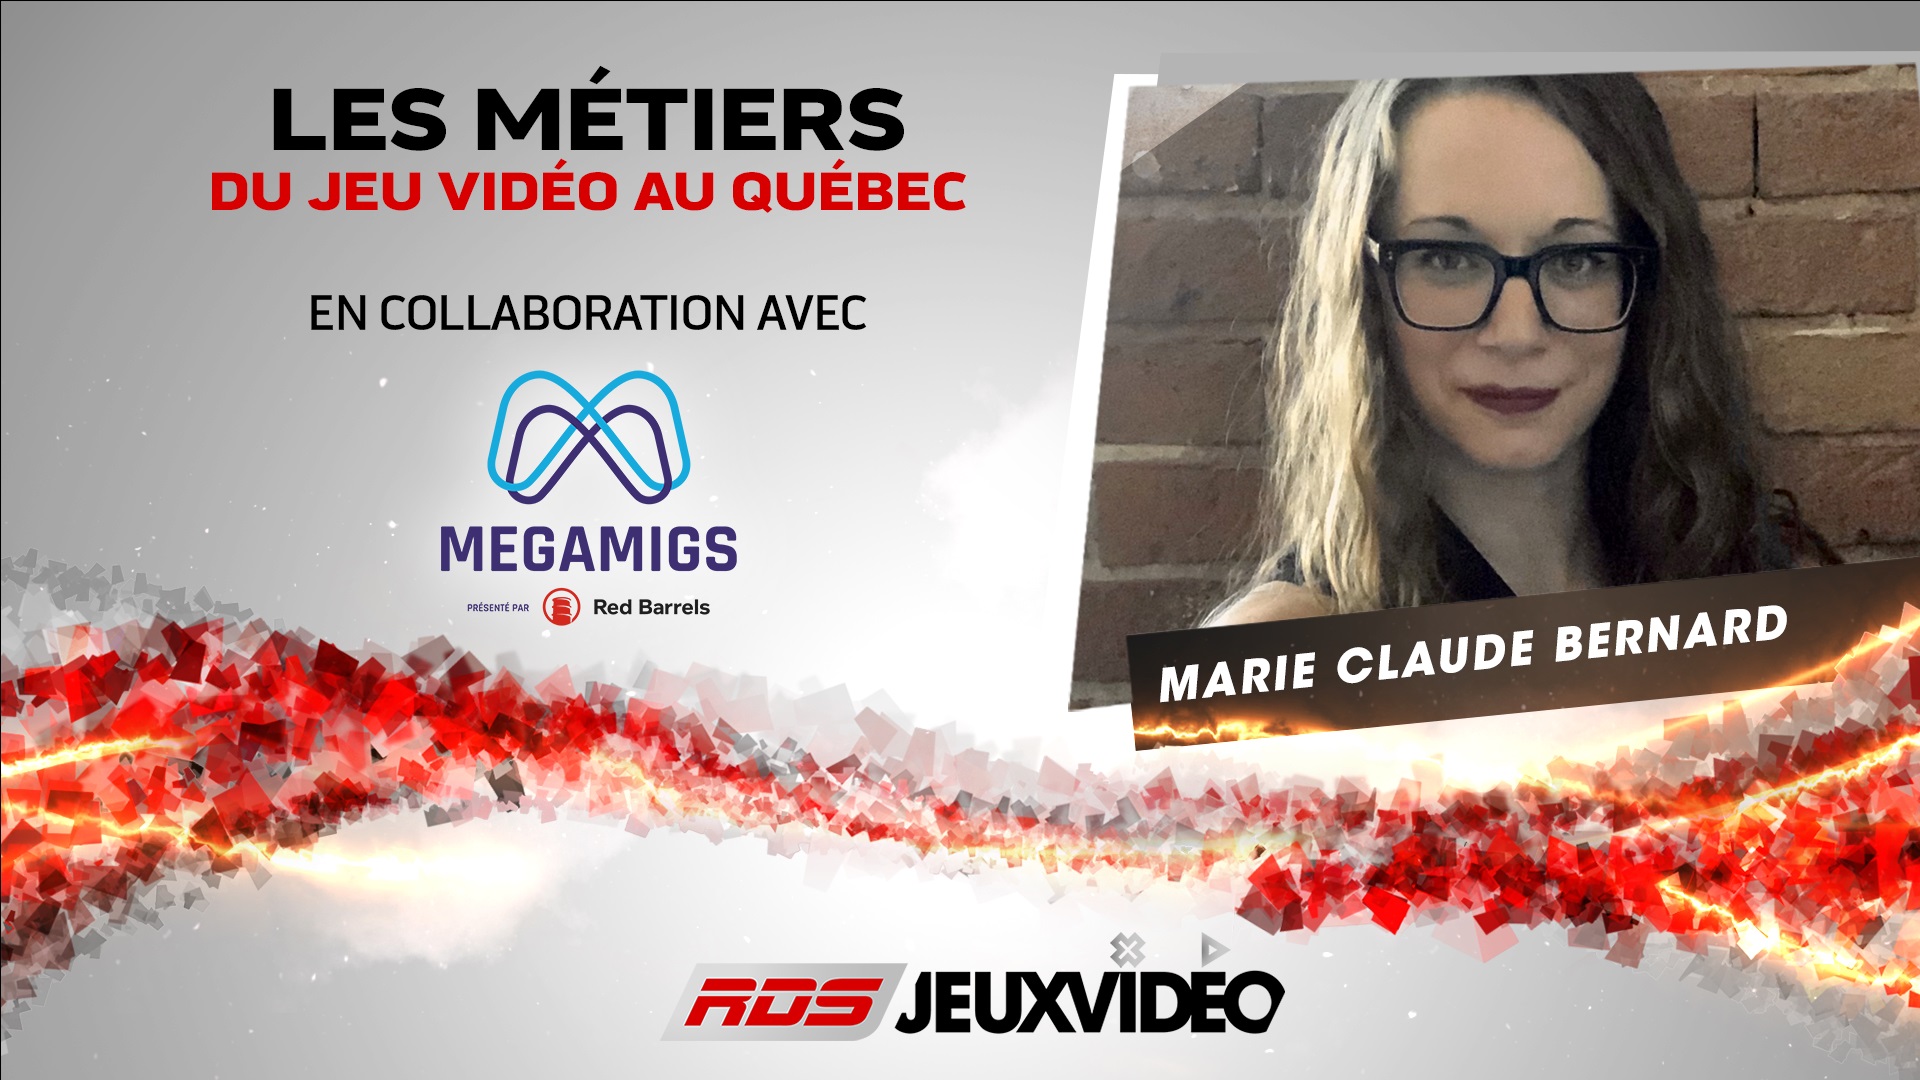 LES MÉTIERS
DU JEU VIDÉO AU QUÉBEC
EN COLLABORATION AVEC
MEGAMIGS
PRÉSENTÉ PAR Red Barrels
MARIE CLAUDE BERNARD
RDS JEUXVIDEO